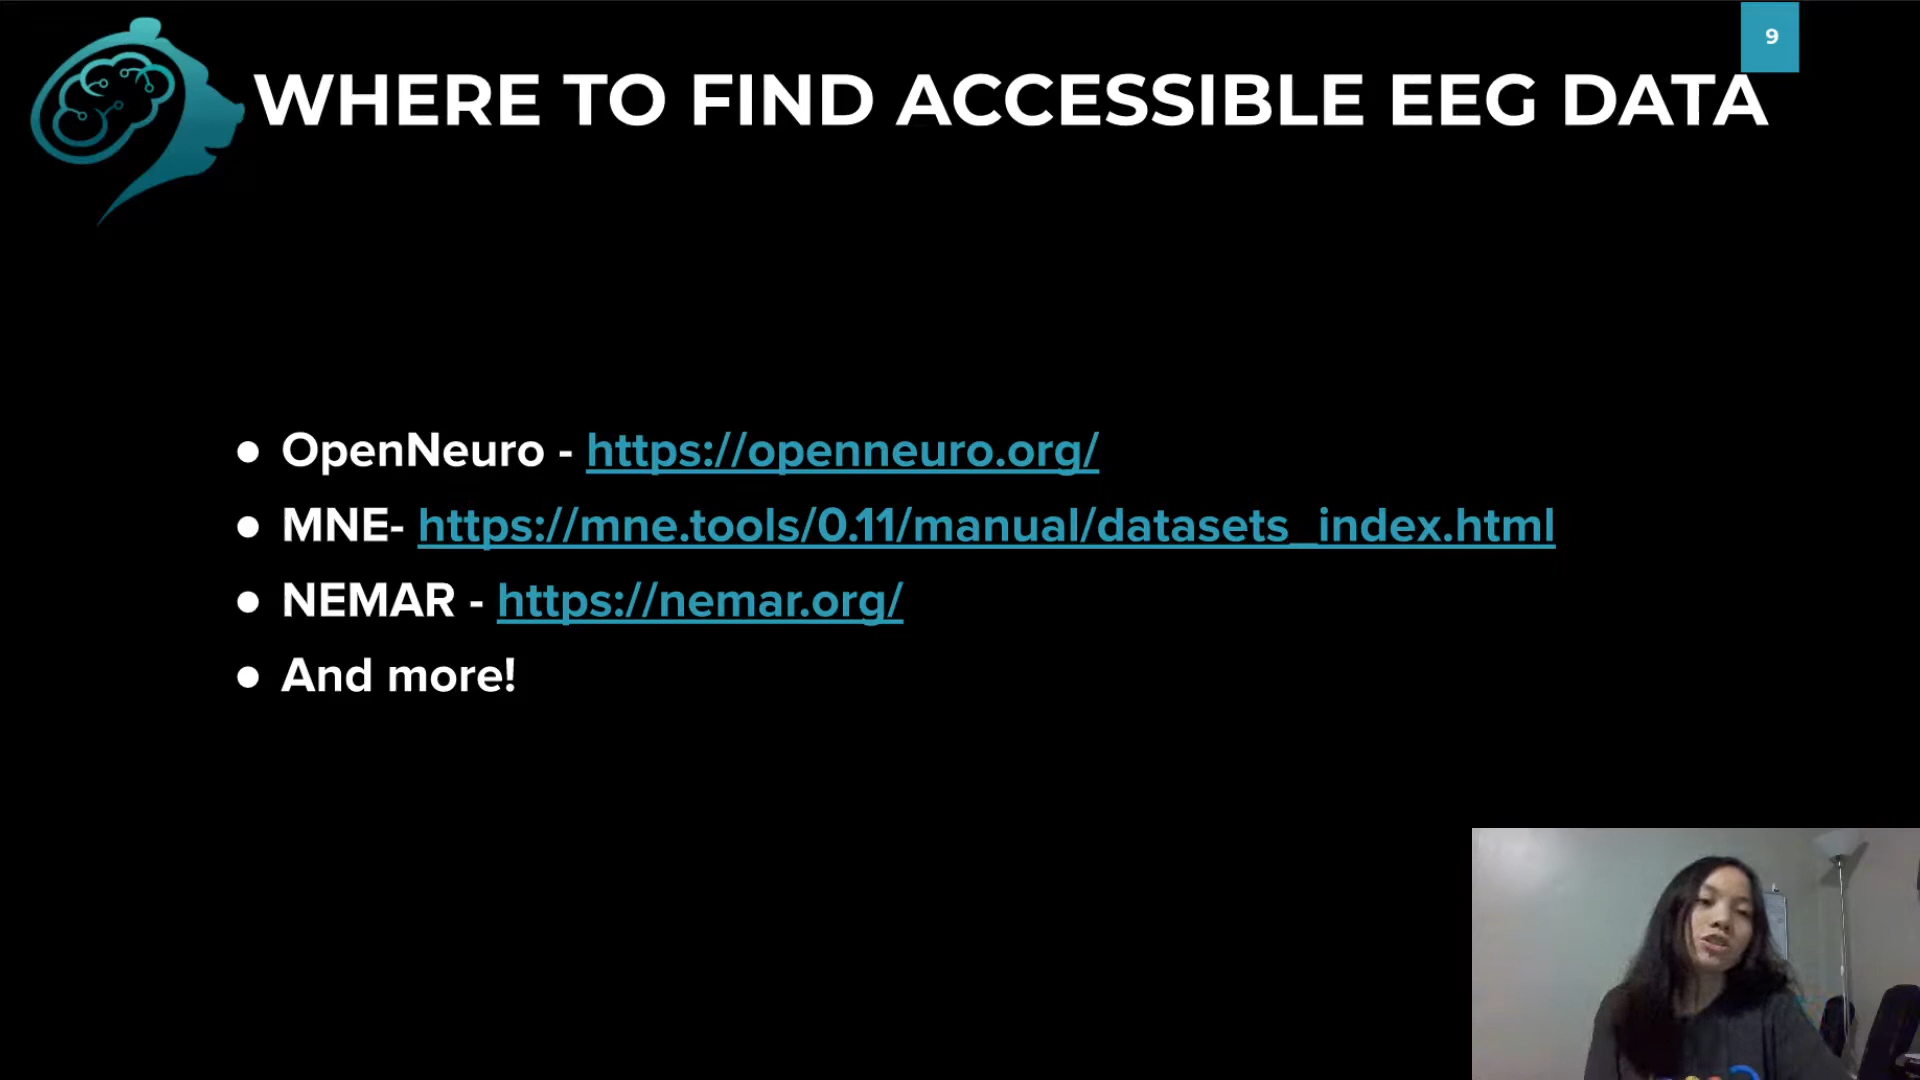 9
WHERE TO FIND ACCESSIBLE EEG DATA
● OpenNeuro - https://openneuro.org/
● MNE- https://mne.tools/0.11/manual/datasets_index.html
● NEMAR - https://nemar.org/
● And more!